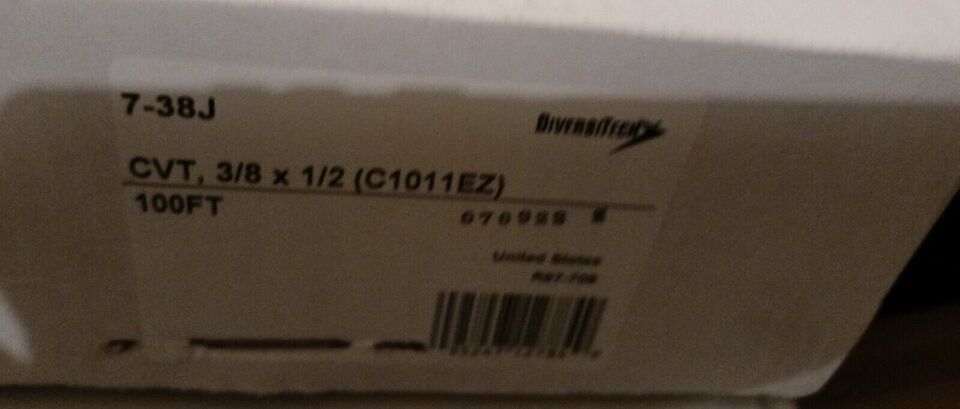 7-38J
DIVERSITECH
CVT, 3/8 x 1/2 (C1011EZ)
100FT
United States